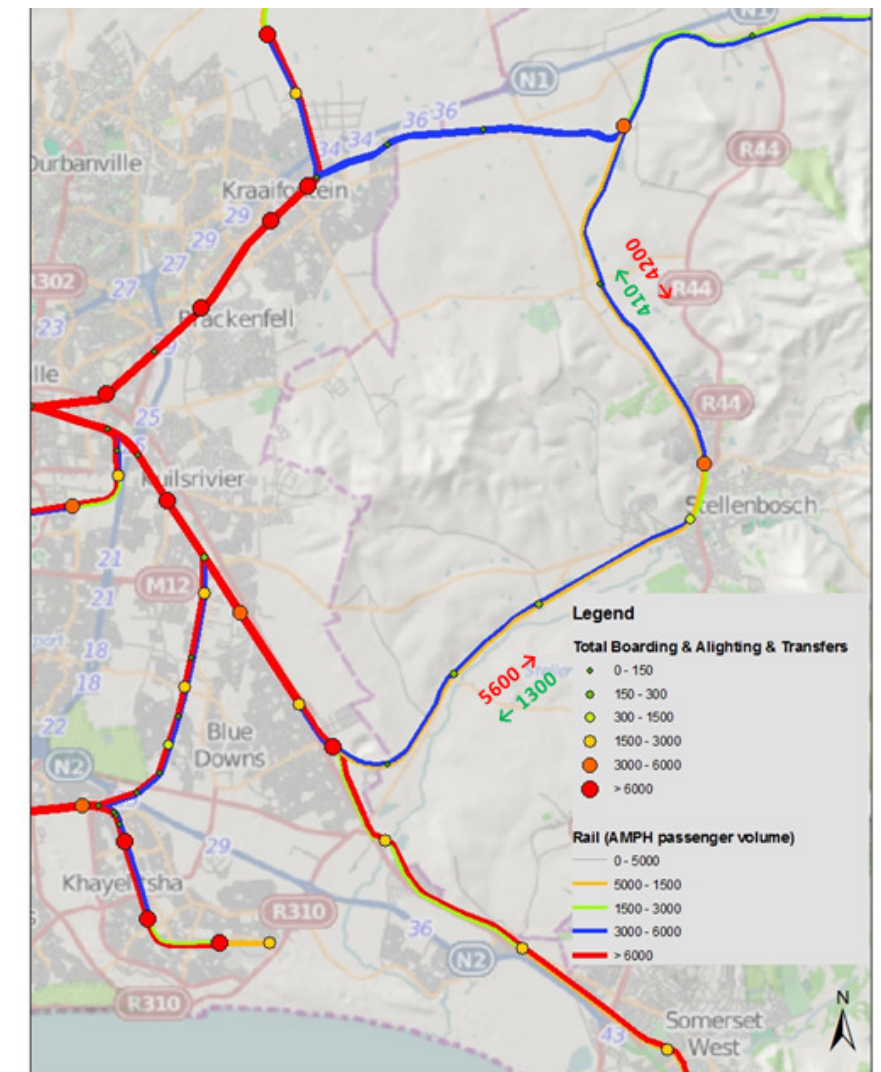 N1
N1
36 36
34 34
R44
Durbanville
Kraaifontein
29
29
27
27
R302
23
4200 →
410 →
R44
Brackenfell
lle
25
R44
Kuilsrivier
Stellenbosch
21
M12
21
18
18
5600 →
← 1300
22
Blue
Downs
N2
29
Khayelitsha
R310
36
N2
R310
43
Somerset
West
Legend
Total Boarding & Alighting & Transfers
0 - 150
150 - 300
300 - 1500
1500 - 3000
3000 - 6000
> 6000
Rail (AMPH passenger volume)
0 - 5000
5000 - 1500
1500 - 3000
3000 - 6000
> 6000
N